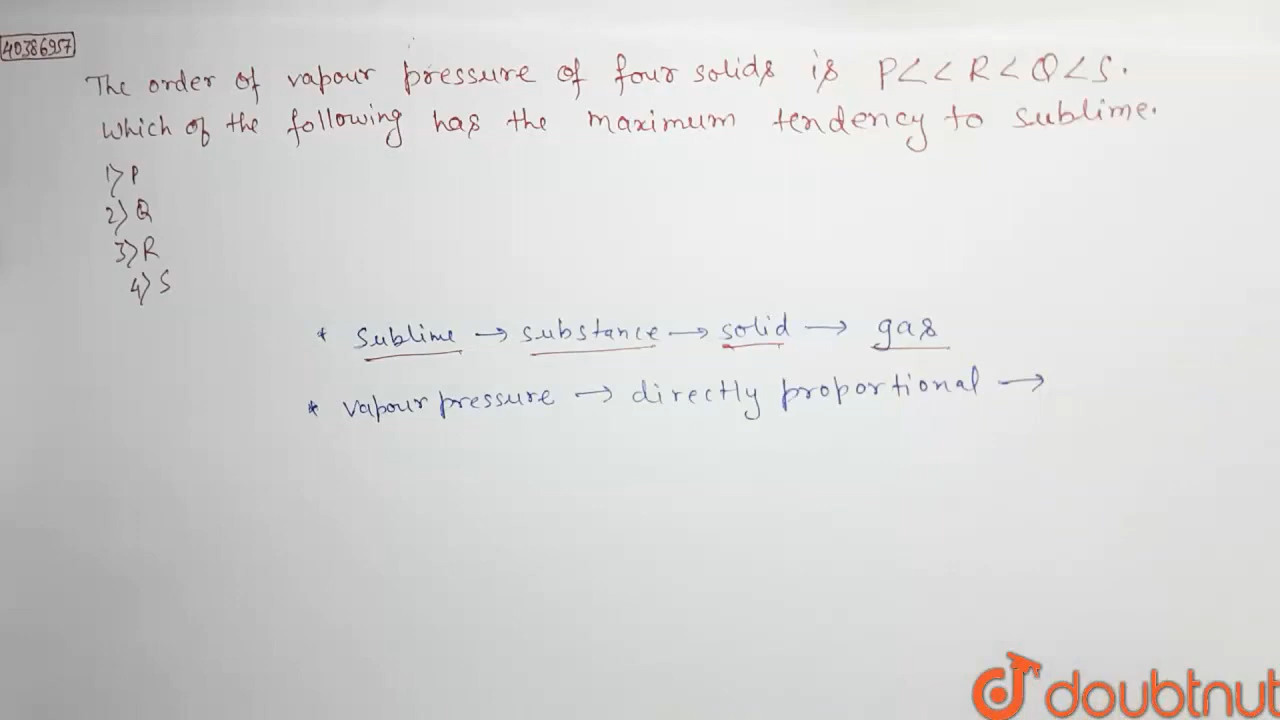 40386957
The order of vapour pressure of four solids is P<< R < Q < S.
Which of the following has the maximum tendency to sublime.
1) P
2) Q
3) R
4) S
* Sublime → substance → solid → gas
* vapour pressure → directly proportional →
doubtnut